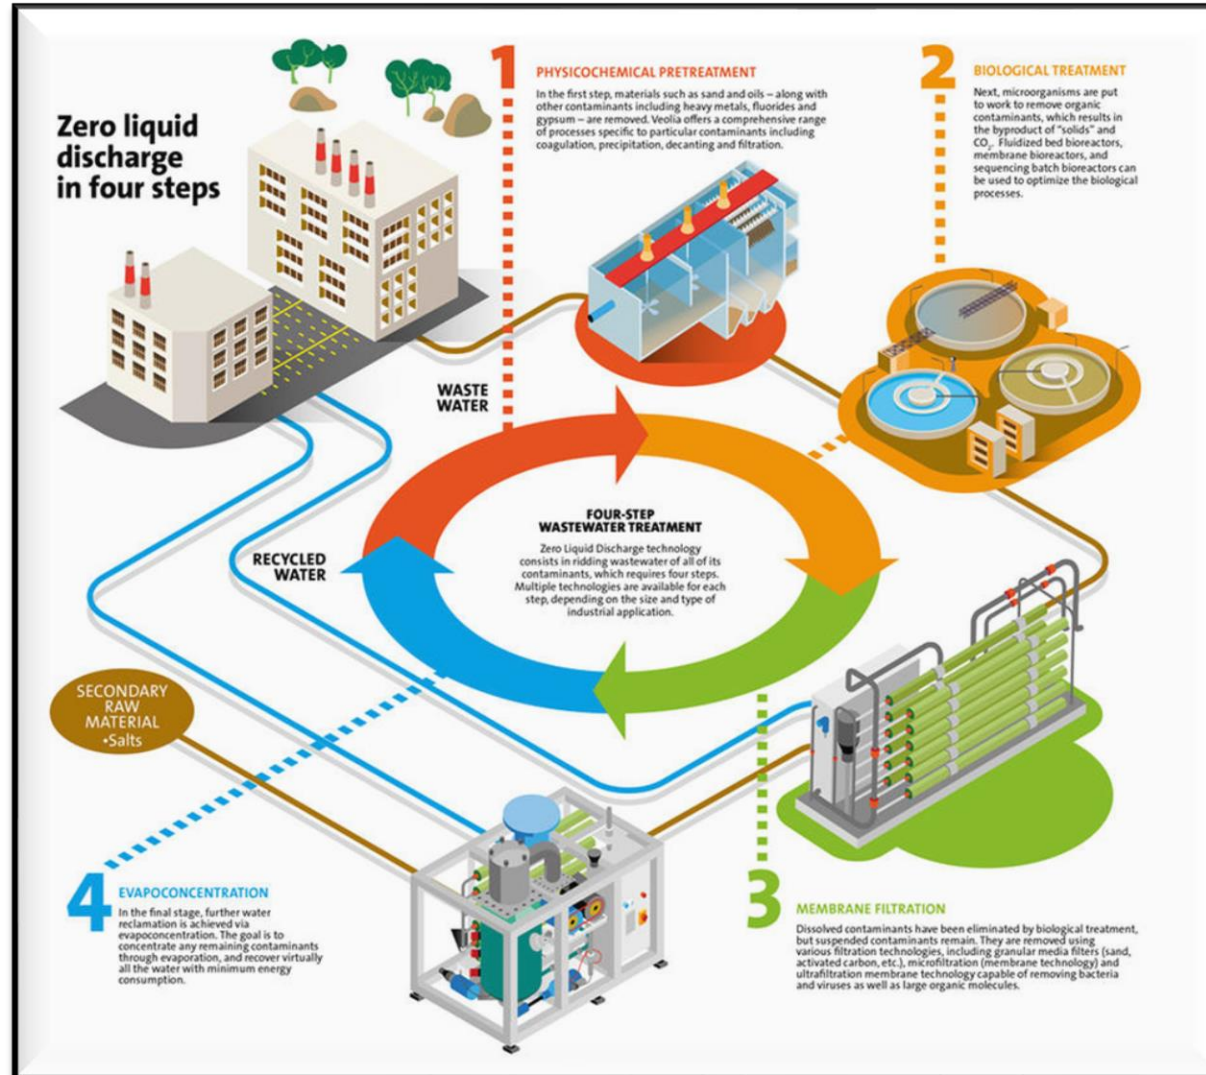 Zero liquid
discharge
in four steps
1
PHYSICOCHEMICAL PRETREATMENT
In the first step, materials such as sand and oils – along with
other contaminants including heavy metals, fluorides and
gypsum – are removed. Veolia offers a comprehensive range
of processes specific to particular contaminants including
coagulation, precipitation, decanting and filtration.
2
BIOLOGICAL TREATMENT
Next, microorganisms are put
to work to remove organic
contaminants, which results in
the byproduct of "solids" and
CO₂. Fluidized bed bioreactors,
membrane bioreactors, and
sequencing batch bioreactors can
be used to optimize the biological
processes.
WASTE
WATER
FOUR-STEP
WASTEWATER TREATMENT
Zero Liquid Discharge technology
consists in ridding wastewater of all of its
contaminants, which requires four steps.
Multiple technologies are available for each
step, depending on the size and type of
industrial application.
RECYCLED
WATER
SECONDARY
RAW
MATERIAL
•Salts
4
EVAPOCONCENTRATION
In the final stage, further water
reclamation is achieved via
evapoconcentration. The goal is to
concentrate any remaining contaminants
through evaporation, and recover virtually
all the water with minimum energy
consumption.
3
MEMBRANE FILTRATION
Dissolved contaminants have been eliminated by biological treatment,
but suspended contaminants remain. They are removed using
various filtration technologies, including granular media filters (sand,
activated carbon, etc.), microfiltration (membrane technology) and
ultrafiltration membrane technology capable of removing bacteria
and viruses as well as large organic molecules.